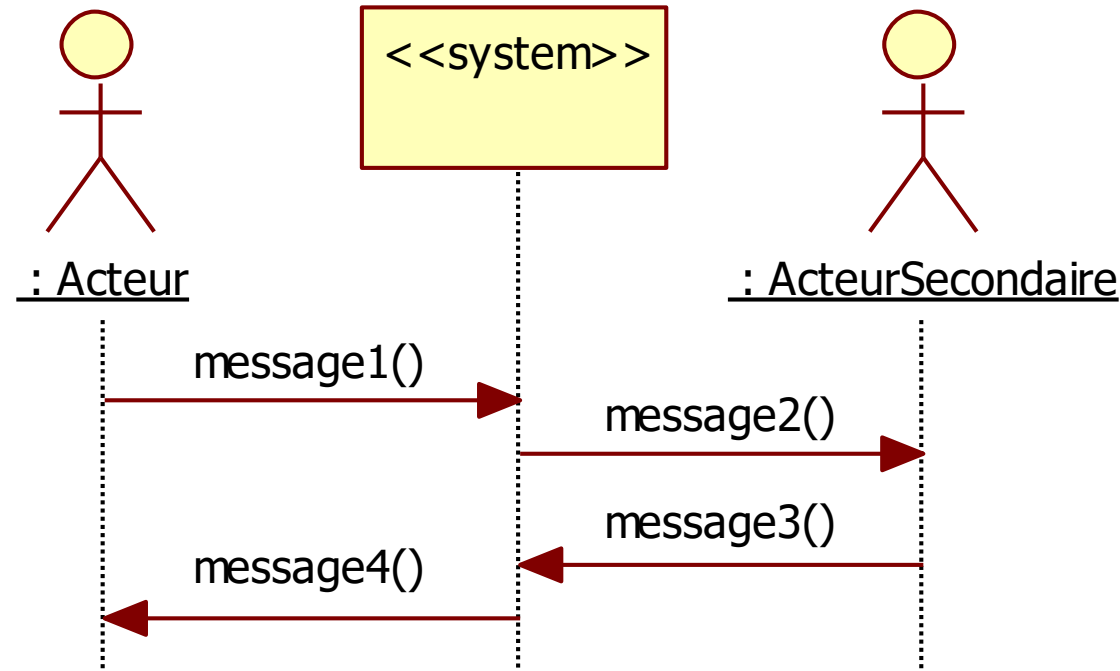 <<system>>
: Acteur
: ActeurSecondaire
message1()
message2()
message3()
message4()